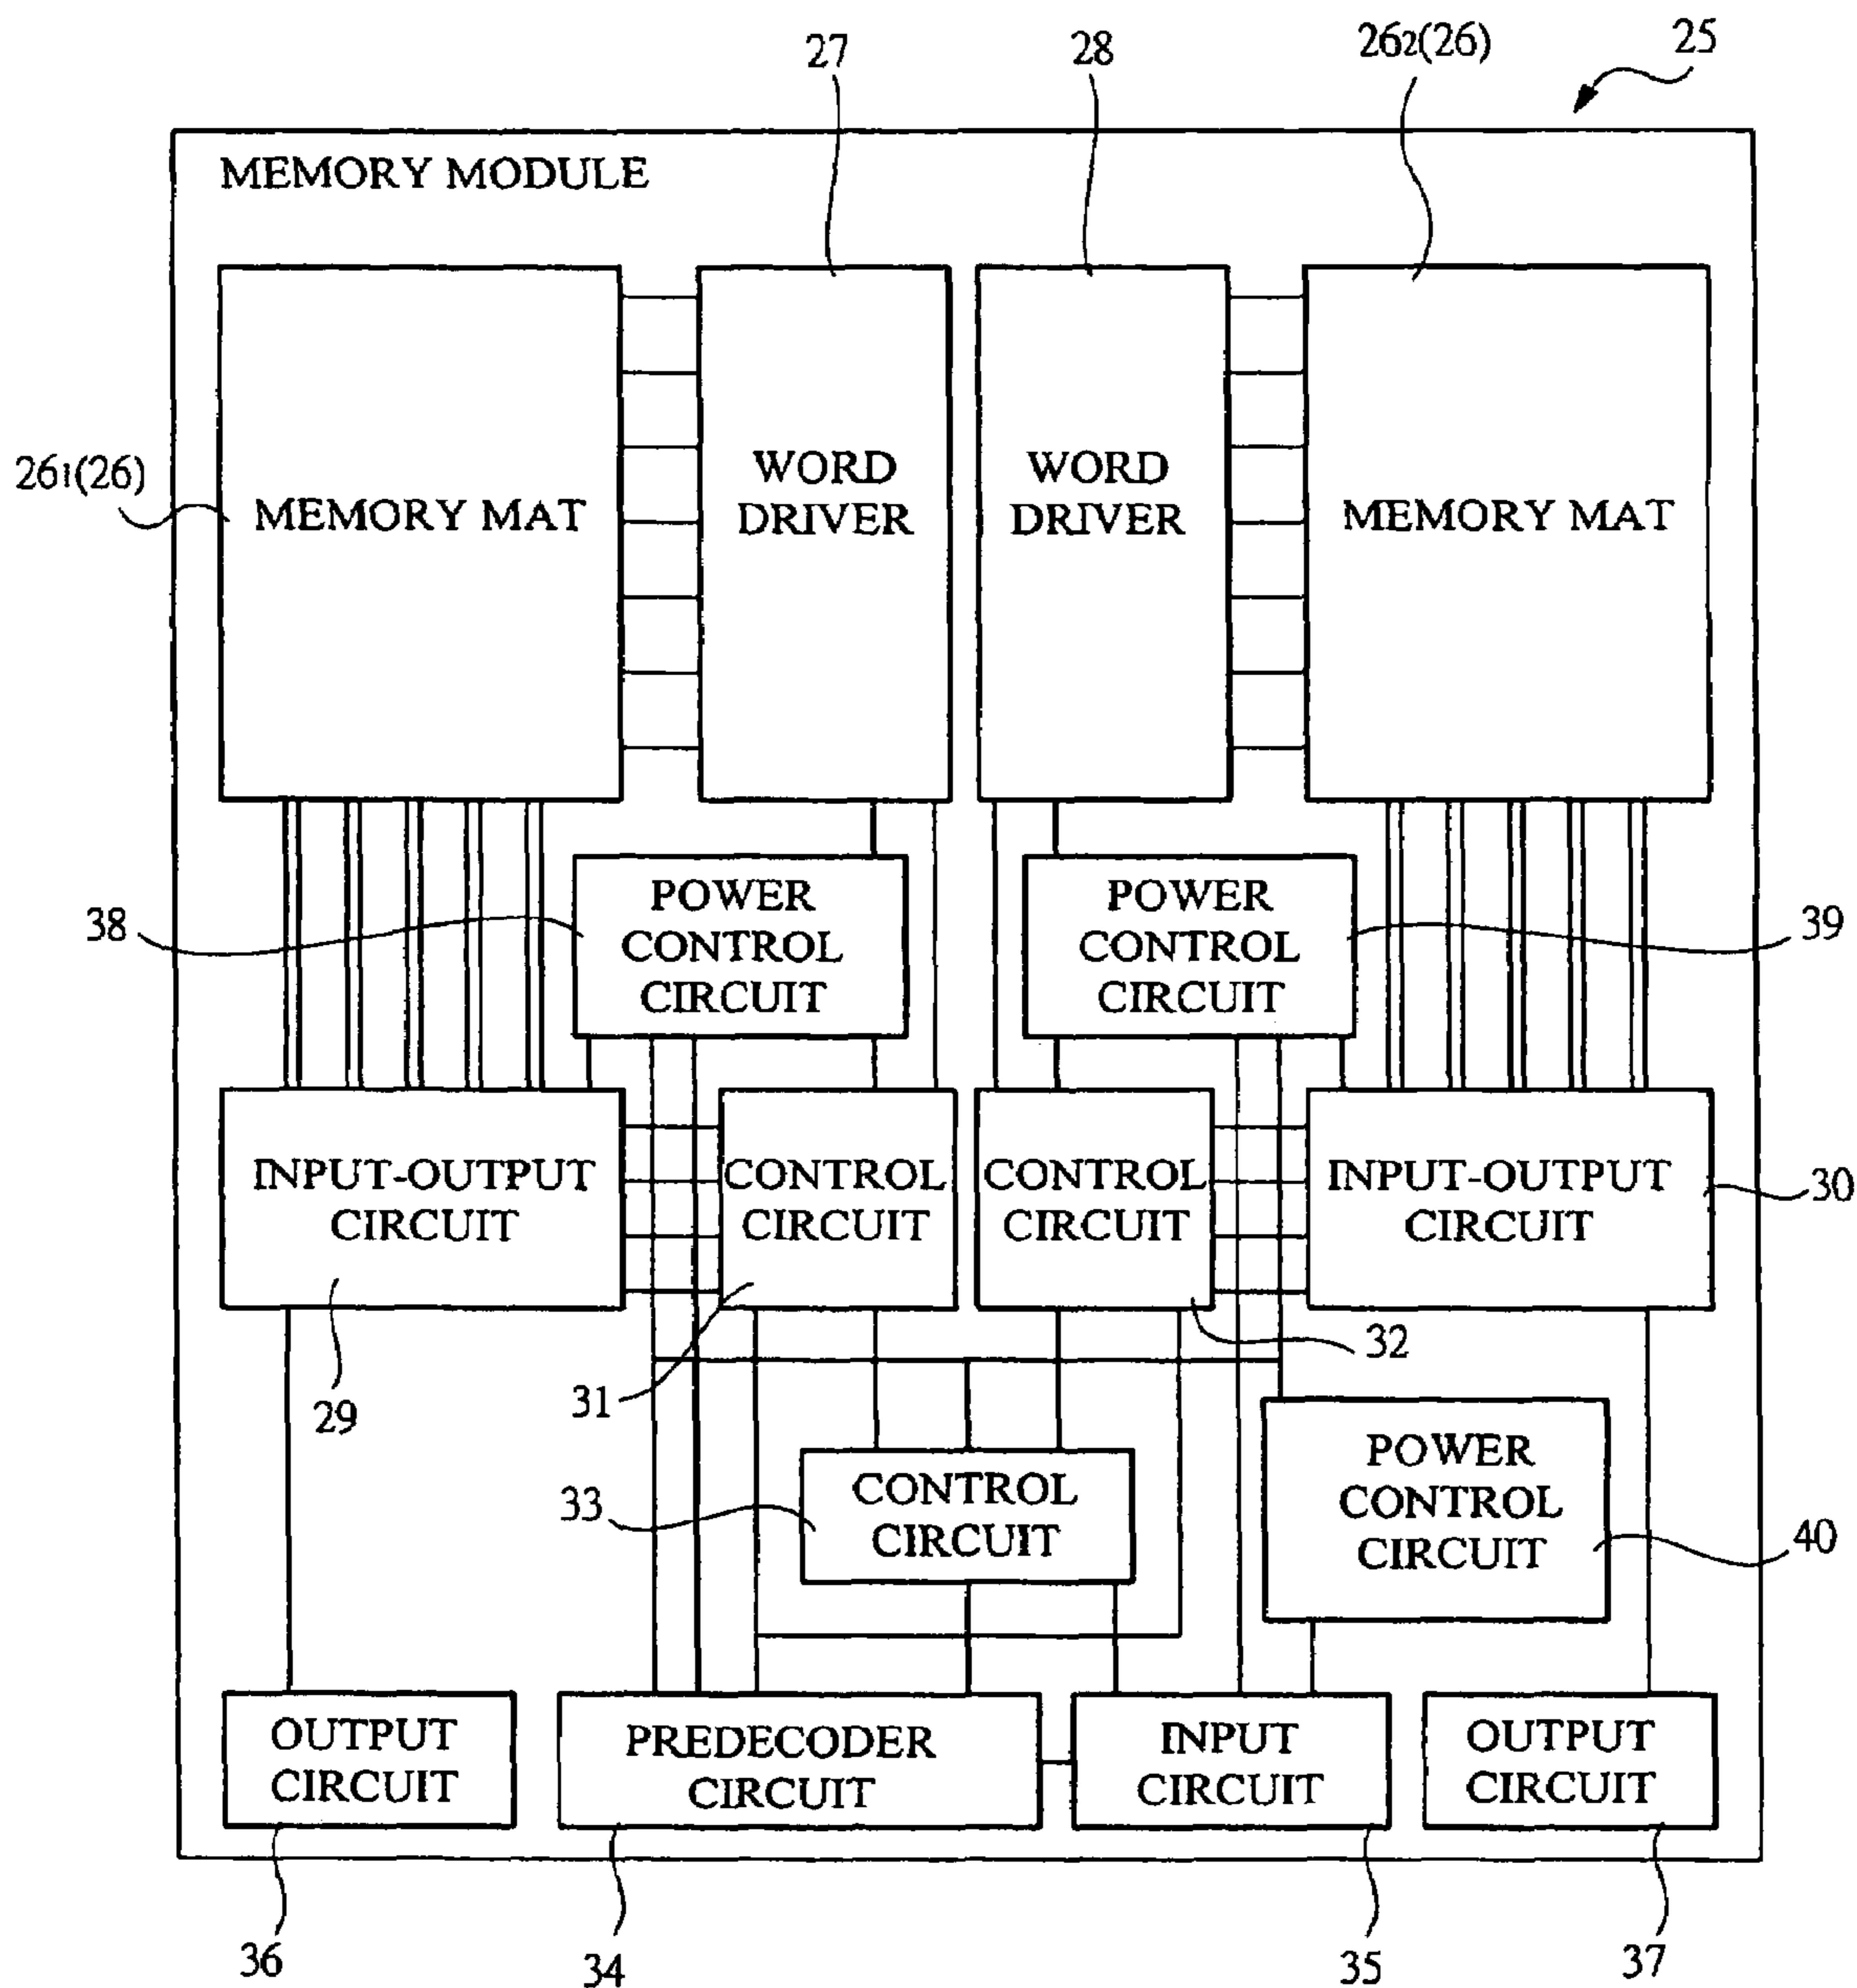 27
28
262(26)
25
MEMORY MODULE
261(26)
MEMORY MAT
WORD
DRIVER
WORD
DRIVER
MEMORY MAT
38
POWER
CONTROL
CIRCUIT
POWER
CONTROL
CIRCUIT
39
INPUT-OUTPUT
CIRCUIT
CONTROL
CIRCUIT
CONTROL
CIRCUIT
INPUT-OUTPUT
CIRCUIT
30
29
31
32
33
CONTROL
CIRCUIT
POWER
CONTROL
CIRCUIT
40
OUTPUT
CIRCUIT
PREDECODER
CIRCUIT
INPUT
CIRCUIT
OUTPUT
CIRCUIT
36
34
35
37